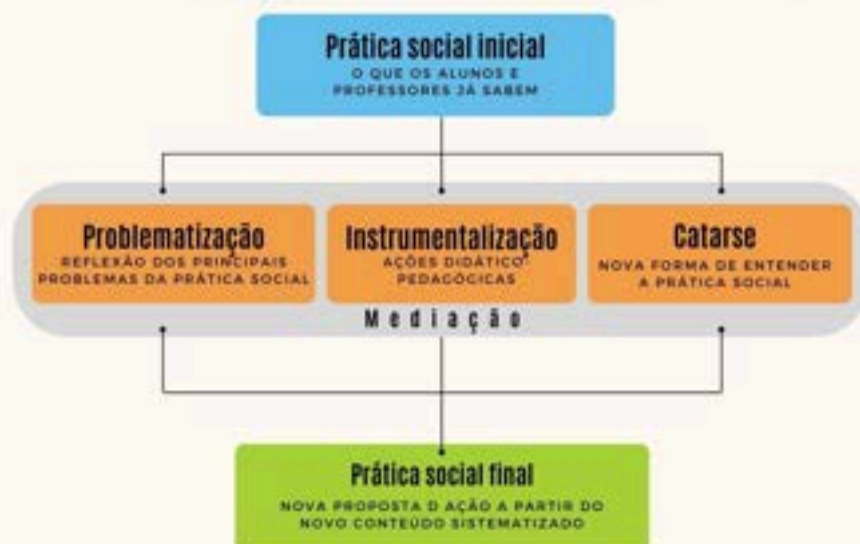 Prática social inicial
O QUE OS ALUNOS E
PROFESSORES JÁ SABEM
Problematização
REFLEXÃO DOS PRINCIPAIS
PROBLEMAS DA PRÁTICA SOCIAL
Instrumentalização
AÇÕES DIDÁTICO
PEDAGÓGICAS
Catarse
NOVA FORMA DE ENTENDER
A PRÁTICA SOCIAL
Mediação
Prática social final
NOVA PROPOSTA D AÇÃO A PARTIR DO
NOVO CONTEÚDO SISTEMATIZADO